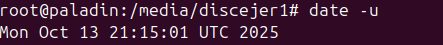 root@paladin:/media/discejer1# date -u
Mon Oct 13 21:15:01 UTC 2025